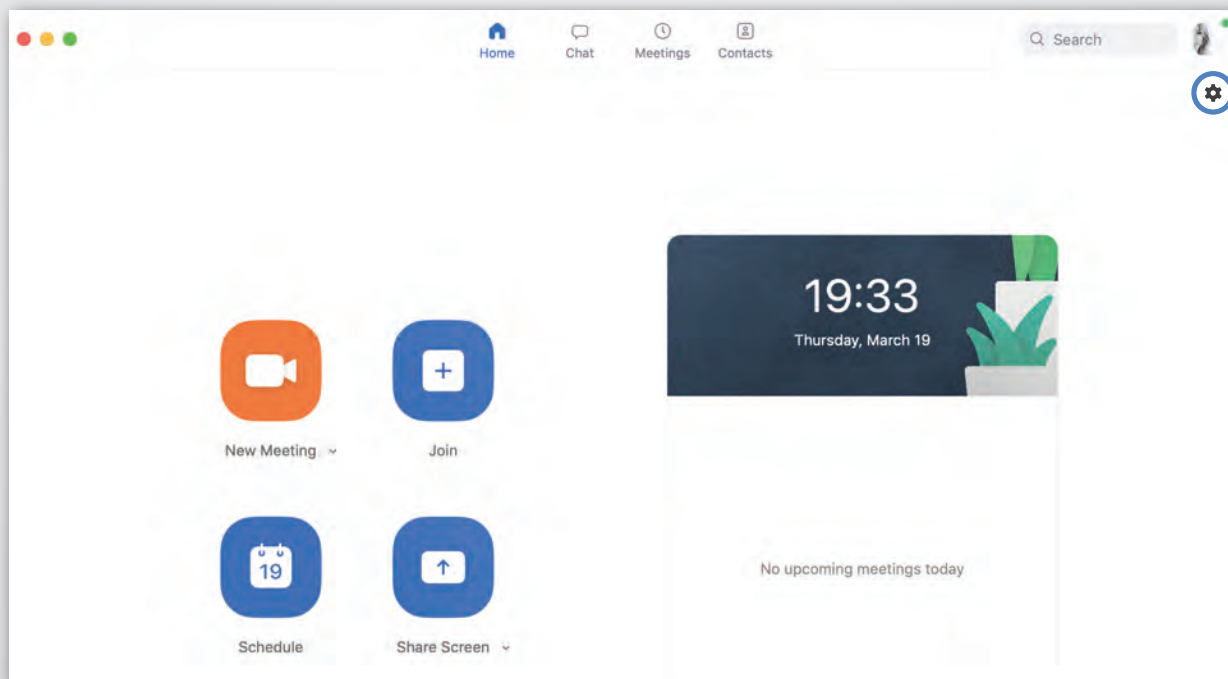 Home
Chat
Meetings
Contacts
Search
19:33
Thursday, March 19
New Meeting
Join
19
Schedule
Share Screen
No upcoming meetings today